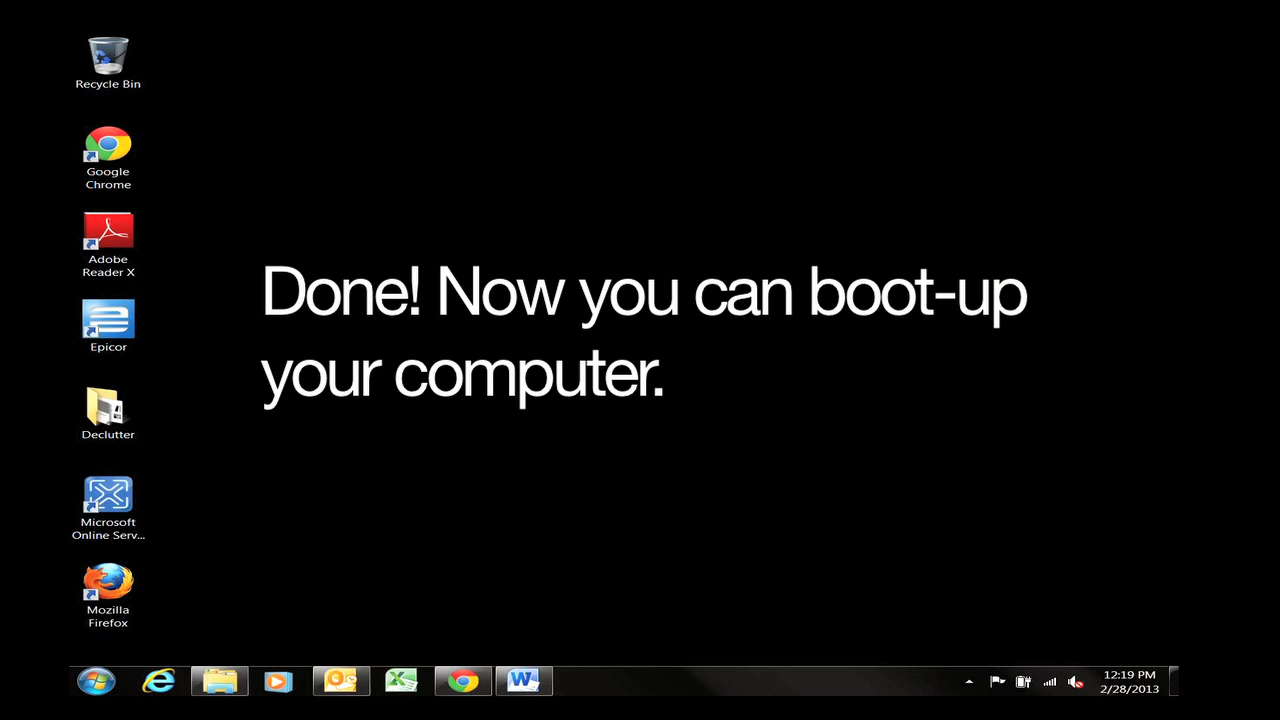 Recycle Bin
Google
Chrome
Adobe
Reader X
Epicor
Declutter
Microsoft
Online Serv...
Mozilla
Firefox
Done! Now you can boot-up
your computer.
12:19 PM
2/28/2013